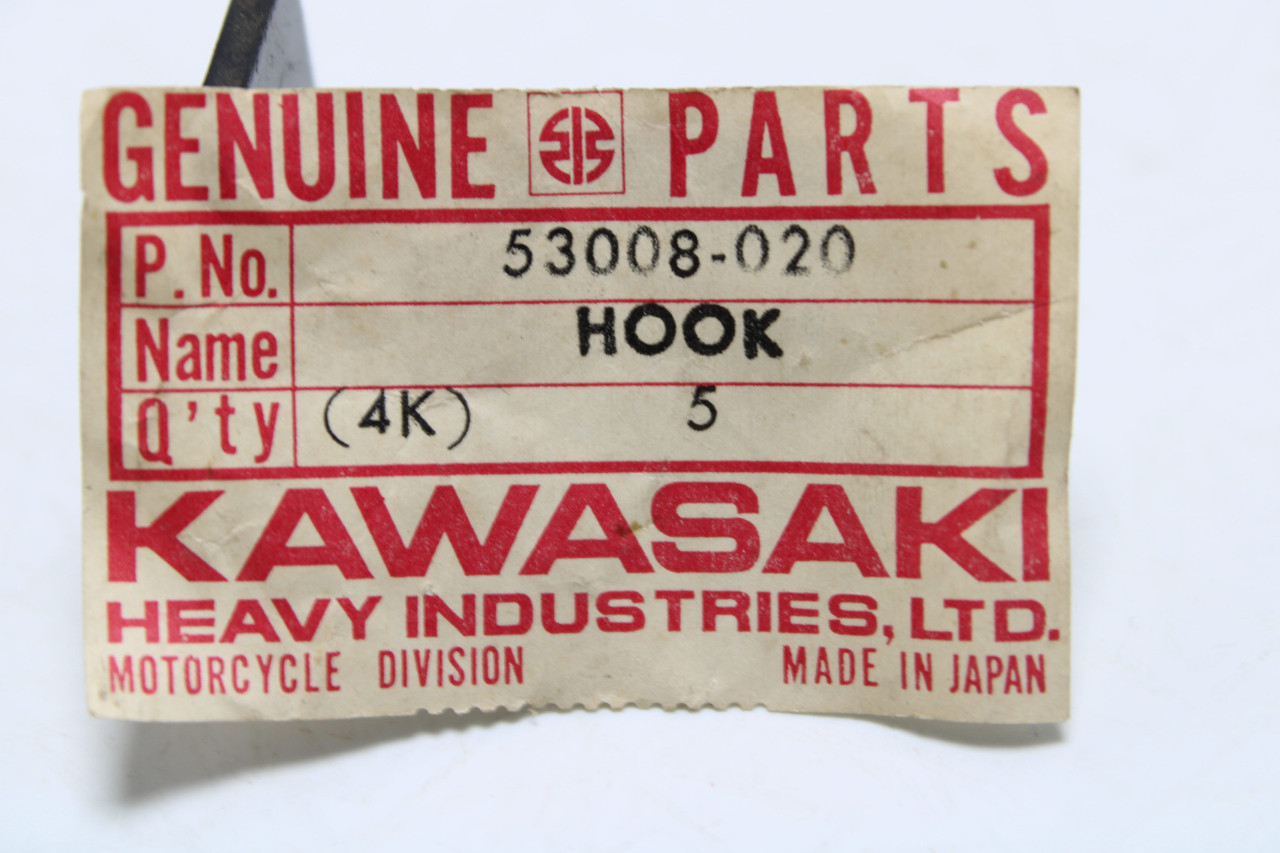 GENUINE PARTS
P. No. 53008-020
Name HOOK
Q'ty (4K) 5
KAWASAKI
HEAVY INDUSTRIES, LTD.
MOTORCYCLE DIVISION MADE IN JAPAN